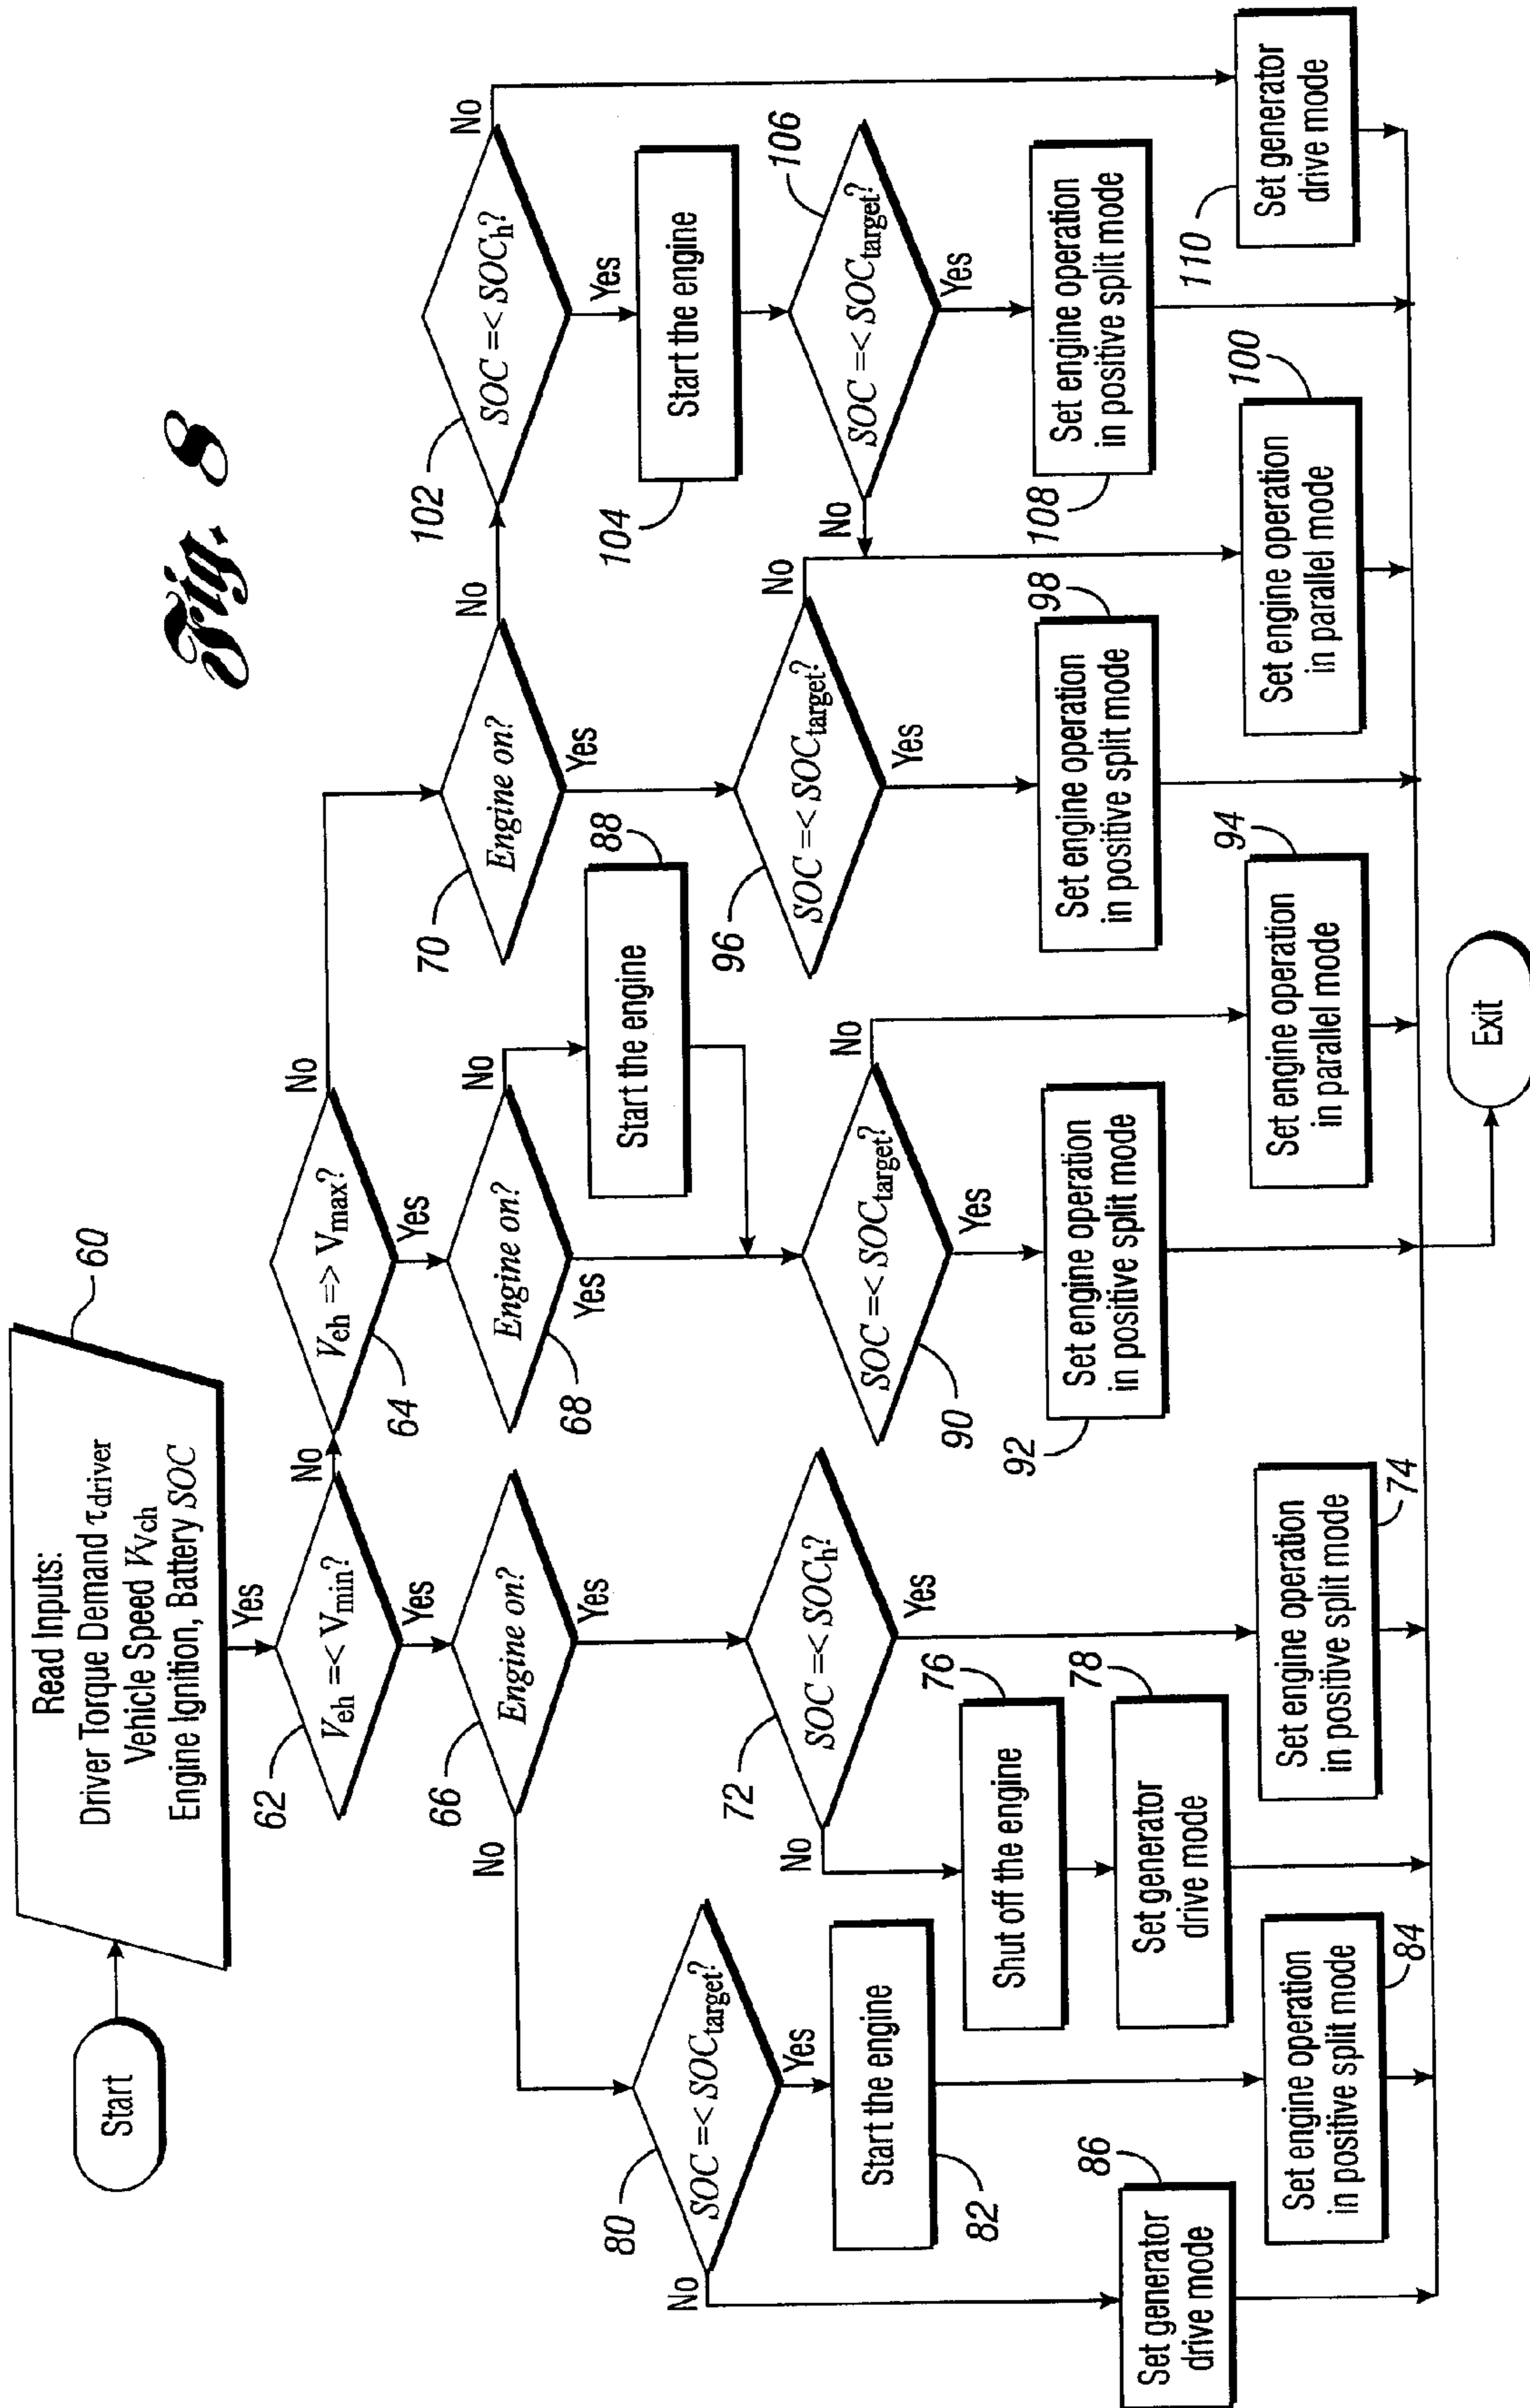 Fig. 8
Start
Read Inputs:
Driver Torque Demand τdriver
Vehicle Speed Vvch
Engine Ignition, Battery SOC
60
Yes
Veh =< Vmin?
62
No
Yes
Veh => Vmax?
64
No
Yes
Engine on?
66
No
Yes
Engine on?
68
No
Yes
Engine on?
70
No
Yes
SOC =< SOCh?
102
No
Yes
Start the engine
88
Start the engine
104
SOC =< SOCtarget?
80
No
Yes
SOC =< SOCh?
72
No
Yes
SOC =< SOCtarget?
90
No
Yes
SOC =< SOCtarget?
96
No
Yes
SOC =< SOCtarget?
106
No
Yes
Start the engine
82
Shut off the engine
76
Set generator
drive mode
78
Set engine operation
in positive split mode
92
Set engine operation
in positive split mode
98
Set engine operation
in positive split mode
108
Set generator
drive mode
86
Set engine operation
in positive split mode
84
Set engine operation
in positive split mode
74
Set engine operation
in parallel mode
94
Set engine operation
in parallel mode
100
Set generator
drive mode
110
Exit